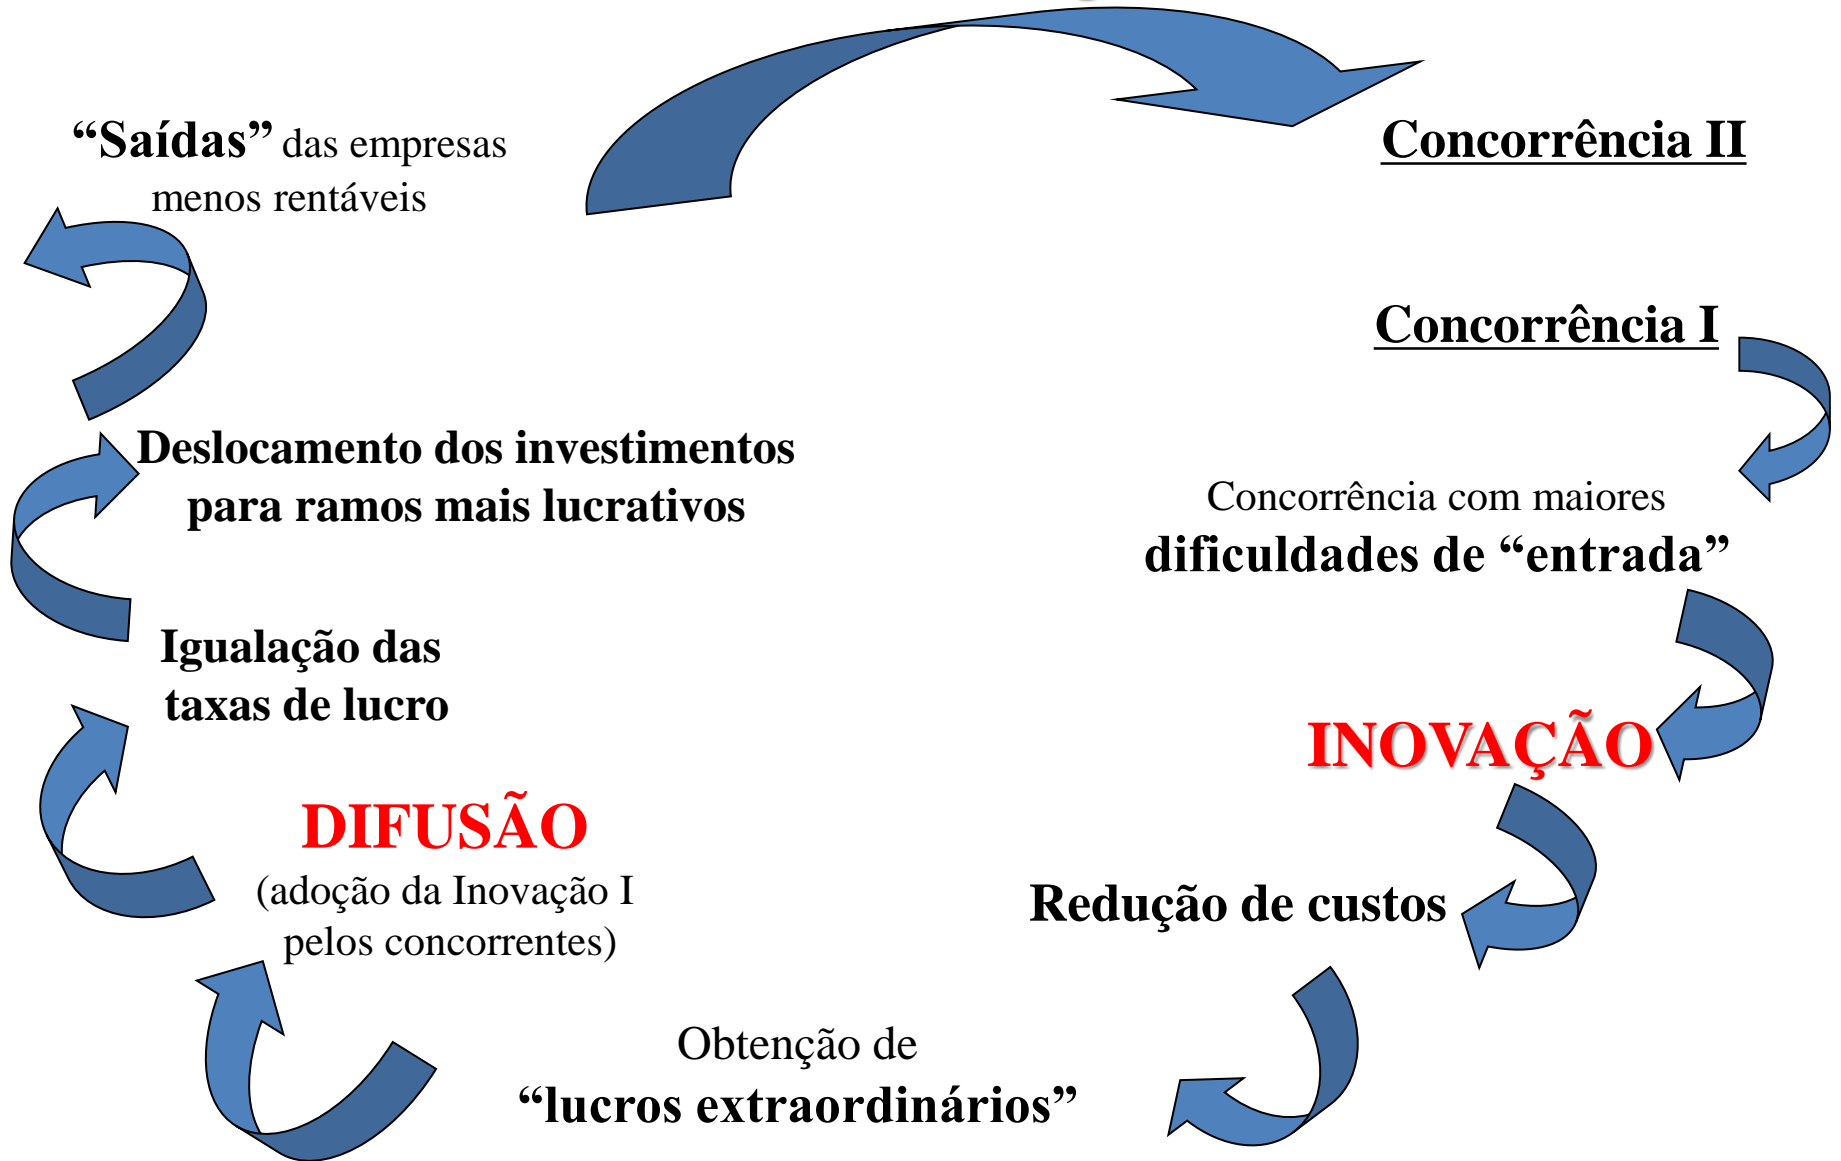 “Saídas” das empresas
menos rentáveis
Concorrência II
Concorrência I
Deslocamento dos investimentos
para ramos mais lucrativos
Concorrência com maiores
dificuldades de “entrada”
Igualação das
taxas de lucro
INOVAÇÃO
DIFUSÃO
(adoção da Inovação I
pelos concorrentes)
Redução de custos
Obtenção de
“lucros extraordinários”